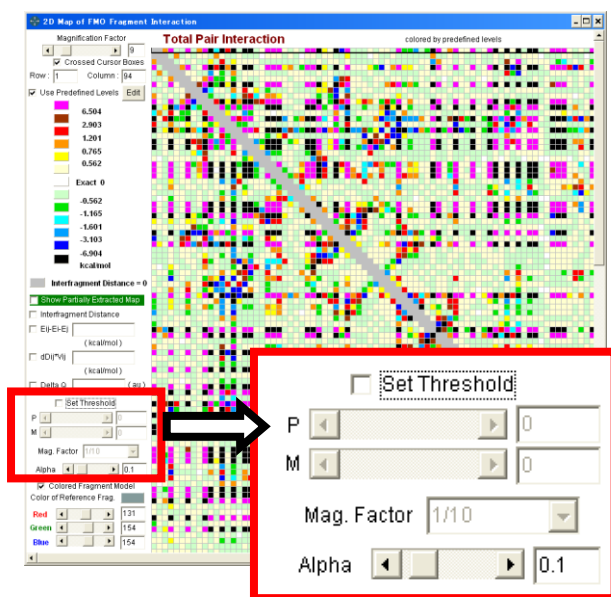 2D Map of FMO Fragment Interaction
Magnification Factor
9
Crossed Cursor Boxes
Row : 1 Column : 94
Use Predefined Levels Edit
6.504
2.903
1.201
0.765
0.562
Exact 0
-0.562
-1.165
-1.601
-3.103
-6.904
kcal/mol
Interfragment Distance = 0
Show Partially Extracted Map
Interfragment Distance
Eij-Ei-Ej
( kcal/mol )
dDij*Vij
( kcal/mol )
Delta Q ( au )
Set Threshold
P 0
M 0
Mag. Factor 1/10
Alpha 0.1
Colored Fragment Model
Color of Reference Frag.
Red 131
Green 154
Blue 154
Total Pair Interaction
colored by predefined levels
Set Threshold
P 0
M 0
Mag. Factor 1/10
Alpha 0.1